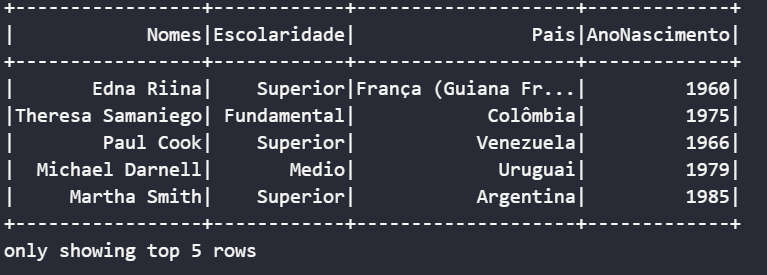 +----------------+------------+--------------------+-------------+
|           Nomes|Escolaridade|                Pais|AnoNascimento|
+----------------+------------+--------------------+-------------+
|      Edna Riina|    Superior|França (Guiana Fr...|         1960|
|Theresa Samaniego| Fundamental|            Colômbia|         1975|
|       Paul Cook|    Superior|           Venezuela|         1966|
| Michael Darnell|       Medio|             Uruguai|         1979|
|    Martha Smith|    Superior|           Argentina|         1985|
+----------------+------------+--------------------+-------------+
only showing top 5 rows